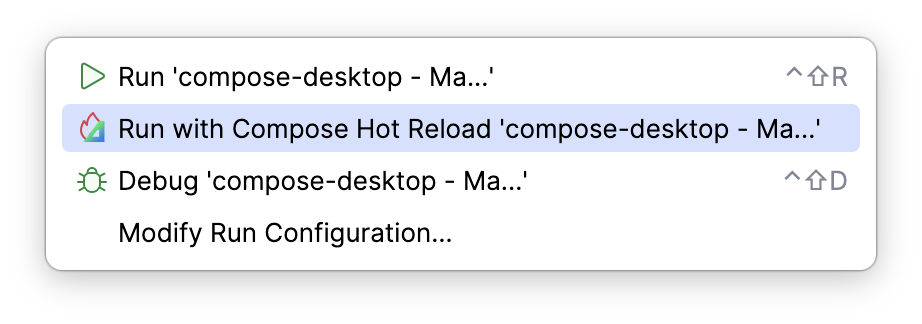 Run 'compose-desktop - Ma...' ⌃⇧R
Run with Compose Hot Reload 'compose-desktop - Ma...'
Debug 'compose-desktop - Ma...' ⌃⇧D
Modify Run Configuration...